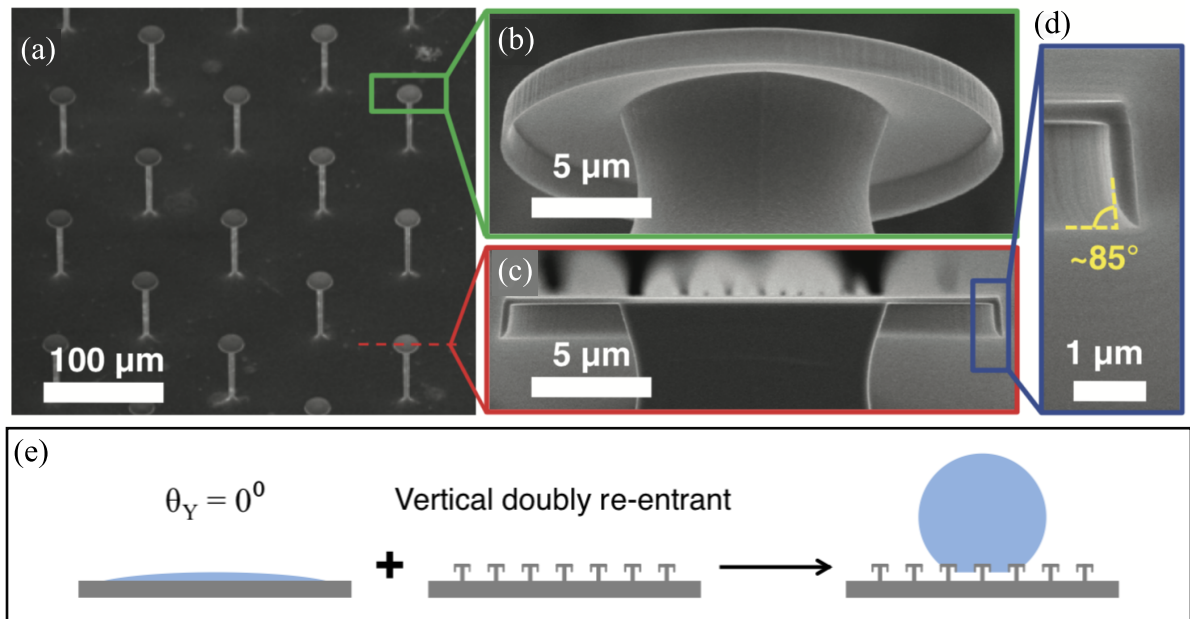 (a)
100 µm
(b)
5 µm
(c)
5 µm
(d)
~85°
1 µm
(e)
θY = 0⁰
Vertical doubly re-entrant
+